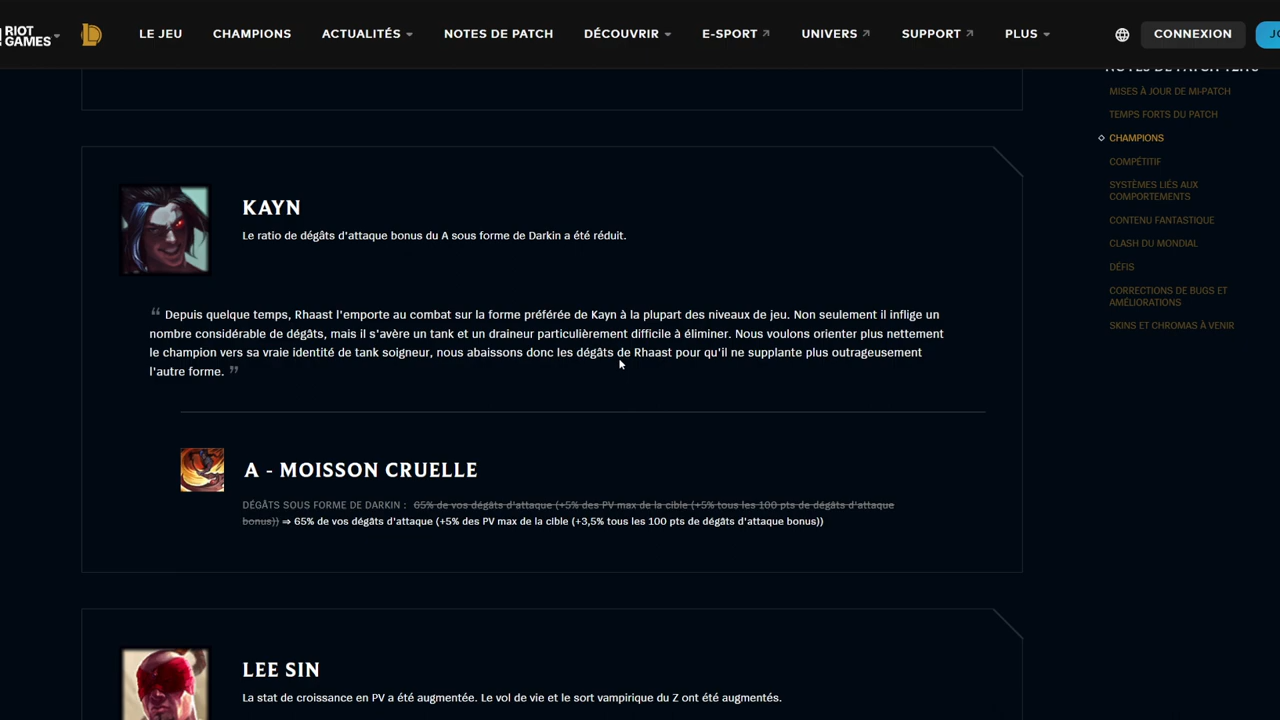 RIOT GAMES
LE JEU
CHAMPIONS
ACTUALITÉS
NOTES DE PATCH
DÉCOUVRIR
E-SPORT
UNIVERS
SUPPORT
PLUS
CONNEXION
MISES À JOUR DE MI-PATCH
TEMPS FORTS DU PATCH
CHAMPIONS
COMPÉTITIF
SYSTÈMES LIÉS AUX
COMPORTEMENTS
CONTENU FANTASTIQUE
CLASH DU MONDIAL
DÉFIS
CORRECTIONS DE BUGS ET
AMÉLIORATIONS
SKINS ET CHROMAS À VENIR
KAYN
Le ratio de dégâts d'attaque bonus du A sous forme de Darkin a été réduit.
“ Depuis quelque temps, Rhaast l'emporte au combat sur la forme préférée de Kayn à la plupart des niveaux de jeu. Non seulement il inflige un
nombre considérable de dégâts, mais il s'avère un tank et un draineur particulièrement difficile à éliminer. Nous voulons orienter plus nettement
le champion vers sa vraie identité de tank soigneur, nous abaissons donc les dégâts de Rhaast pour qu'il ne supplante plus outrageusement
l'autre forme. ”
A - MOISSON CRUELLE
DÉGÂTS SOUS FORME DE DARKIN : 65% de vos dégâts d'attaque (+5% des PV max de la cible (+5% tous les 100 pts de dégâts d'attaque
bonus)) ⇒ 65% de vos dégâts d'attaque (+5% des PV max de la cible (+3,5% tous les 100 pts de dégâts d'attaque bonus))
LEE SIN
La stat de croissance en PV a été augmentée. Le vol de vie et le sort vampirique du Z ont été augmentés.